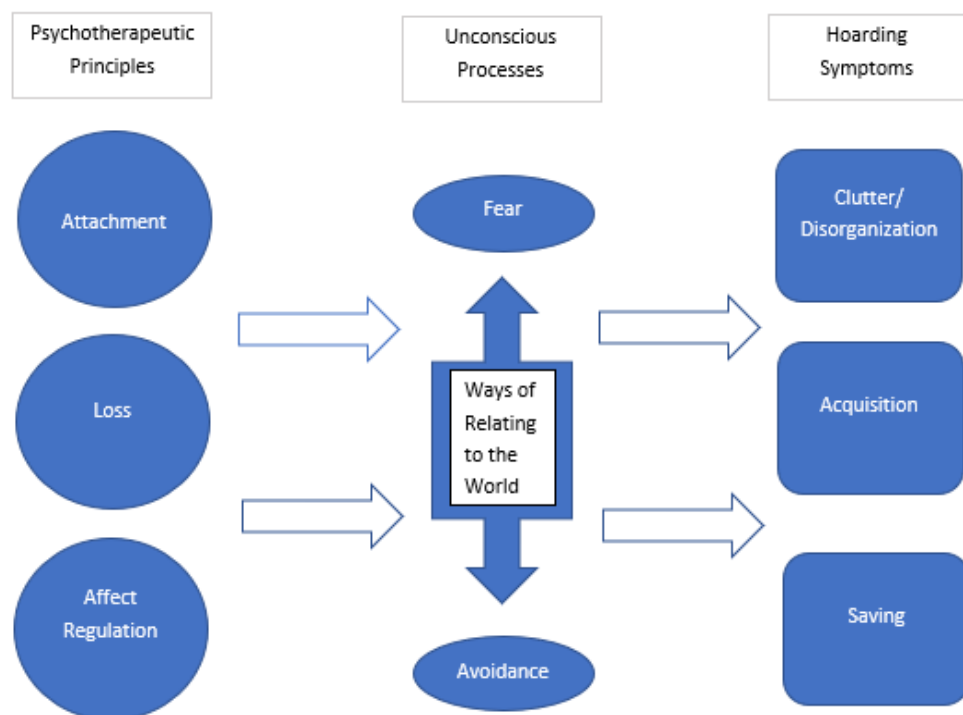 Psychotherapeutic
Principles
Unconscious
Processes
Hoarding
Symptoms
Attachment
Loss
Affect
Regulation
Fear
Ways of
Relating
to the
World
Avoidance
Clutter/
Disorganization
Acquisition
Saving